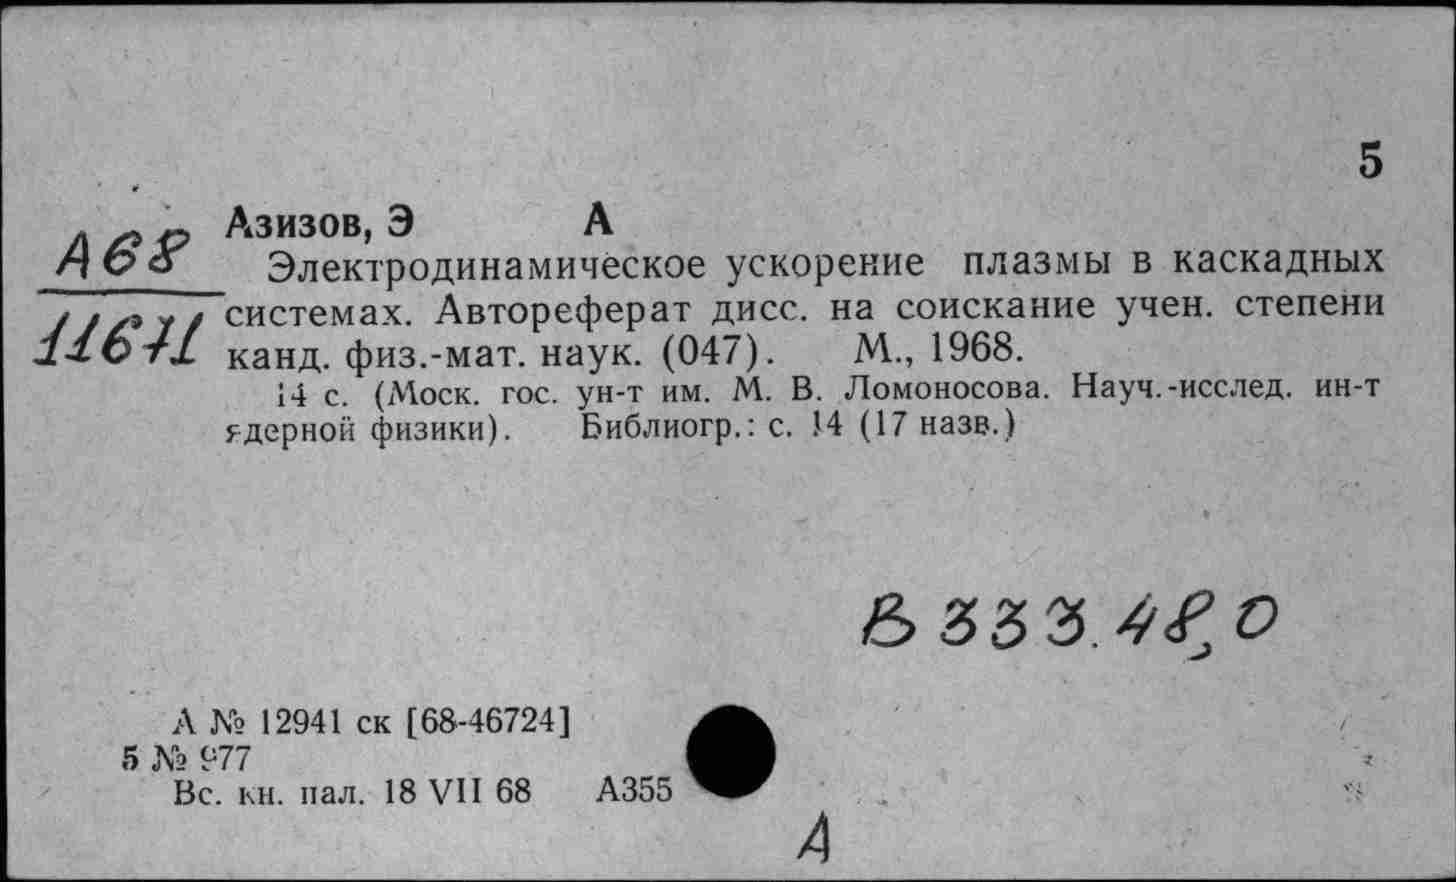 5
Азизов, Э А
А68 Электродинамическое ускорение плазмы в каскадных
11671 системах. Автореферат дисс. на соискание учен. степени
канд. физ.-мат. наук. (047). М., 1968.
14 с. (Моск. гос. ун-т им. М. В. Ломоносова. Науч.-исслед. ин-т
ядерной физики). Библиогр.: с. 14 (17 назв.)
В 333.48,0
А № 12941 ск [68-46724]
5 № 977
Вс. кн. пал. 18 VII 68 А355
А